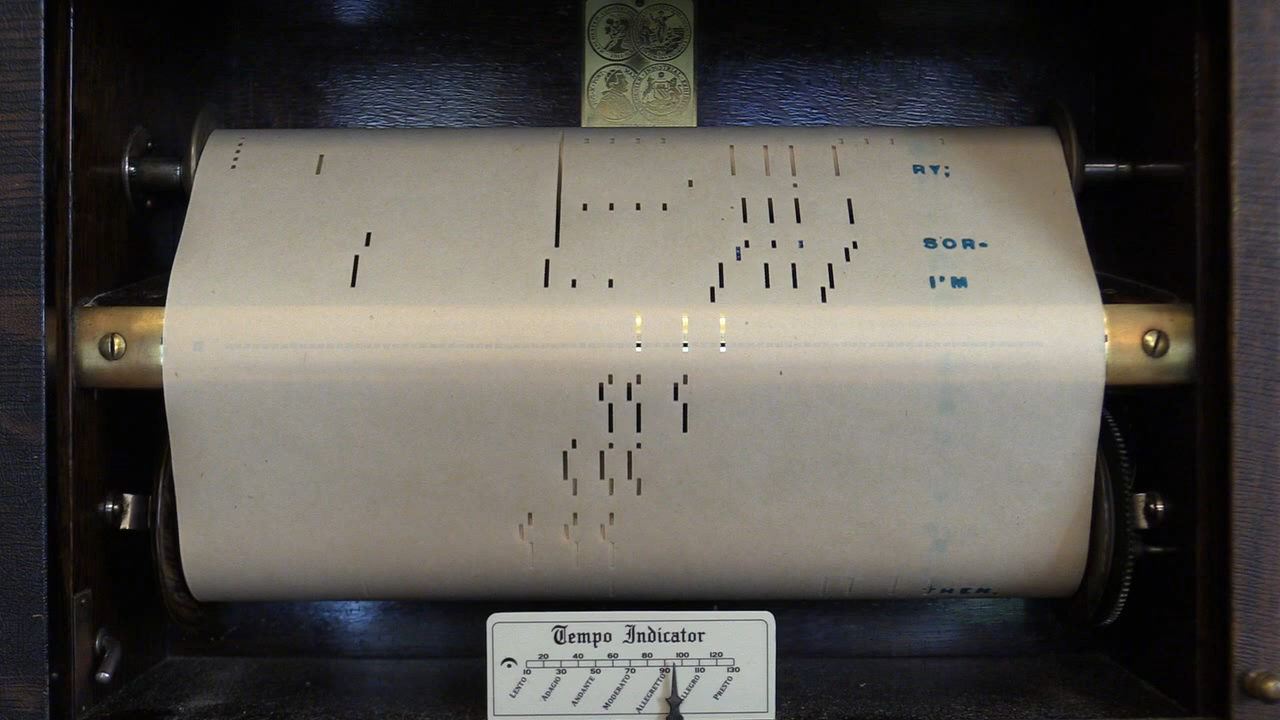 RY;
SOR-
I'M
THEN.
Tempo Indicator
20 40 60 80 100 120
10 30 50 70 90 110 130
LENTO ADAGIO ANDANTE MODERATO ALLEGRETTO ALLEGRO PRESTO